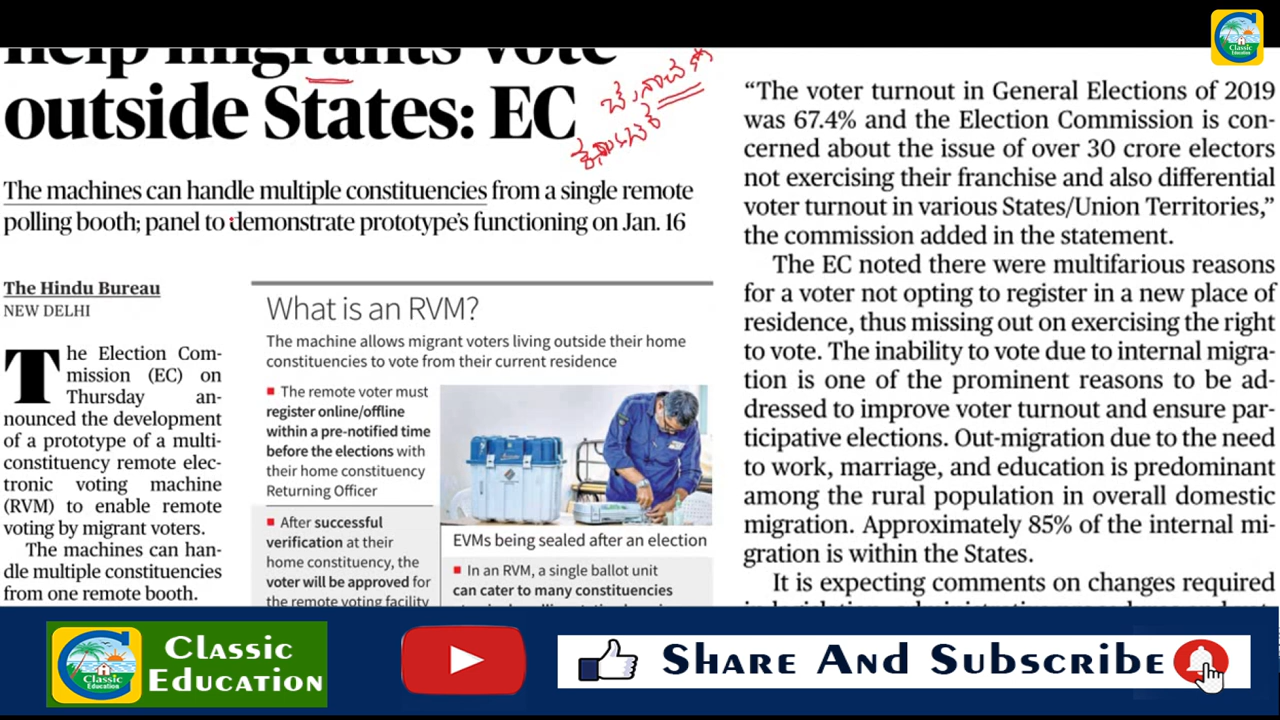 Classic
Education
help migrants vote
outside States: EC
The machines can handle multiple constituencies from a single remote
polling booth; panel to demonstrate prototype's functioning on Jan. 16
The Hindu Bureau
NEW DELHI
The Election Com-
mission (EC) on
Thursday an-
nounced the development
of a prototype of a multi-
constituency remote elec-
tronic voting machine
(RVM) to enable remote
voting by migrant voters.
The machines can han-
dle multiple constituencies
from one remote booth.
What is an RVM?
The machine allows migrant voters living outside their home
constituencies to vote from their current residence
■ The remote voter must
register online/offline
within a pre-notified time
before the elections with
their home constituency
Returning Officer
■ After successful
verification at their
home constituency, the
voter will be approved for
the remote voting facility
EVMs being sealed after an election
■ In an RVM, a single ballot unit
can cater to many constituencies
“The voter turnout in General Elections of 2019
was 67.4% and the Election Commission is con-
cerned about the issue of over 30 crore electors
not exercising their franchise and also differential
voter turnout in various States/Union Territories,”
the commission added in the statement.
The EC noted there were multifarious reasons
for a voter not opting to register in a new place of
residence, thus missing out on exercising the right
to vote. The inability to vote due to internal migra-
tion is one of the prominent reasons to be ad-
dressed to improve voter turnout and ensure par-
ticipative elections. Out-migration due to the need
to work, marriage, and education is predominant
among the rural population in overall domestic
migration. Approximately 85% of the internal mi-
gration is within the States.
It is expecting comments on changes required
Classic
Education
Classic
Education
Share And Subscribe